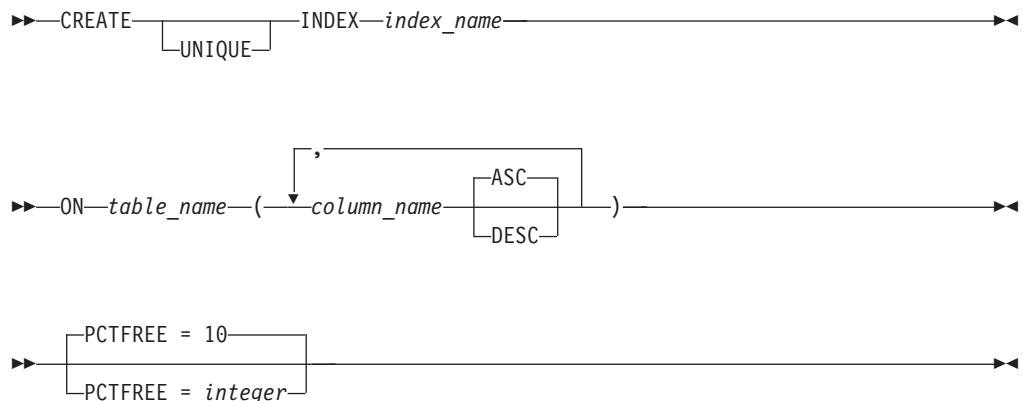 CREATE INDEX index_name
UNIQUE
,
ASC
ON table_name ( column_name )
DESC
PCTFREE = 10
PCTFREE = integer